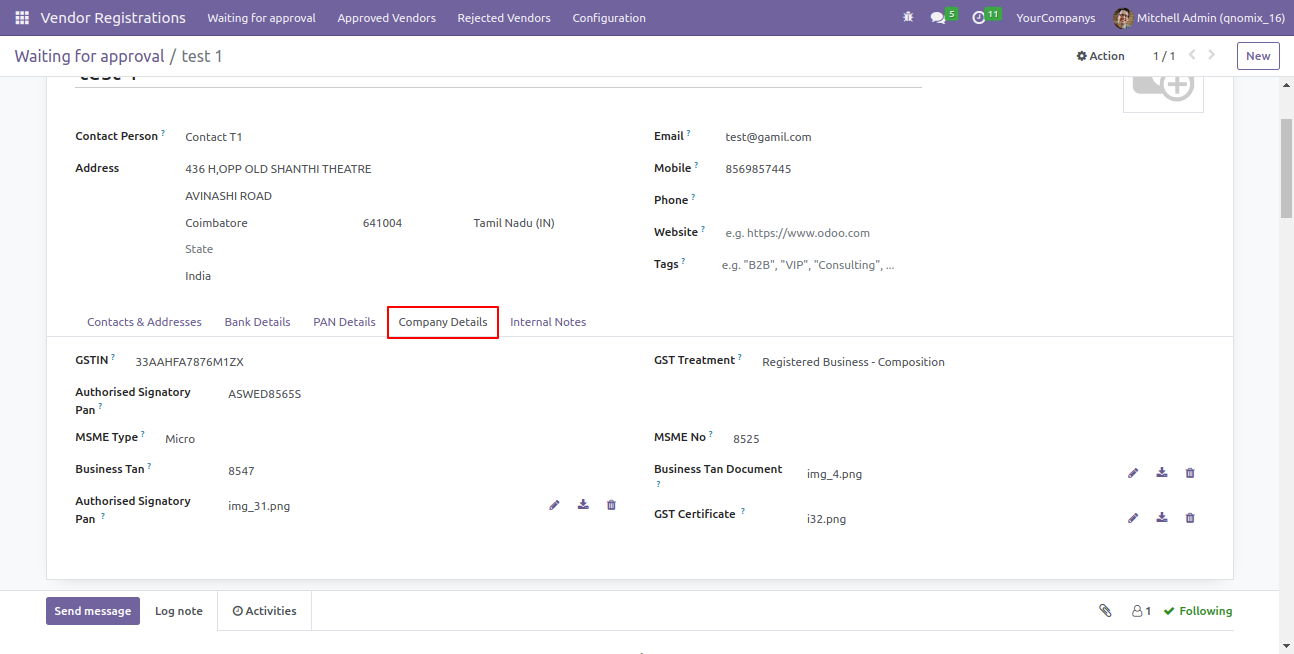 Vendor Registrations Waiting for approval Approved Vendors Rejected Vendors Configuration 5 11 YourCompanys Mitchell Admin (qnomix_16)
Waiting for approval / test 1 Action 1 / 1 New
test 1
Contact Person ? Contact T1 Email ? test@gamil.com
Address 436 H,OPP OLD SHANTHI THEATRE Mobile ? 8569857445
AVINASHI ROAD Phone ?
Coimbatore 641004 Tamil Nadu (IN) Website ? e.g. https://www.odoo.com
State Tags ? e.g. "B2B", "VIP", "Consulting", ...
India
Contacts & Addresses Bank Details PAN Details Company Details Internal Notes
GSTIN ? 33AAHFA7876M1ZX GST Treatment ? Registered Business - Composition
Authorised Signatory
Pan ? ASWED8565S
MSME Type ? Micro MSME No ? 8525
Business Tan ? 8547 Business Tan Document
? img_4.png
Authorised Signatory
Pan ? img_31.png GST Certificate ? i32.png
Send message Log note Activities 1 Following